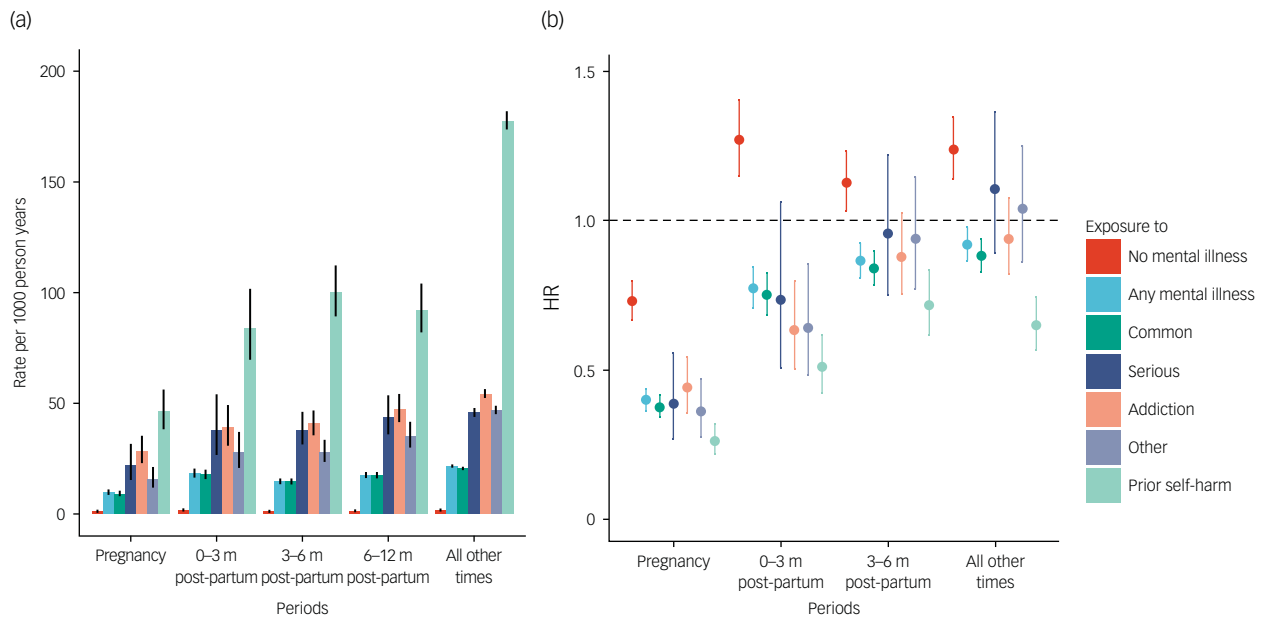 (a)
Rate per 1000 person years
200
150
100
50
0
Pregnancy
0–3 m
post-partum
3–6 m
post-partum
6–12 m
post-partum
All other
times
Periods
(b)
HR
1.5
1.0
0.5
0
Pregnancy
0–3 m
post-partum
3–6 m
post-partum
All other
times
Periods
Exposure to
No mental illness
Any mental illness
Common
Serious
Addiction
Other
Prior self-harm